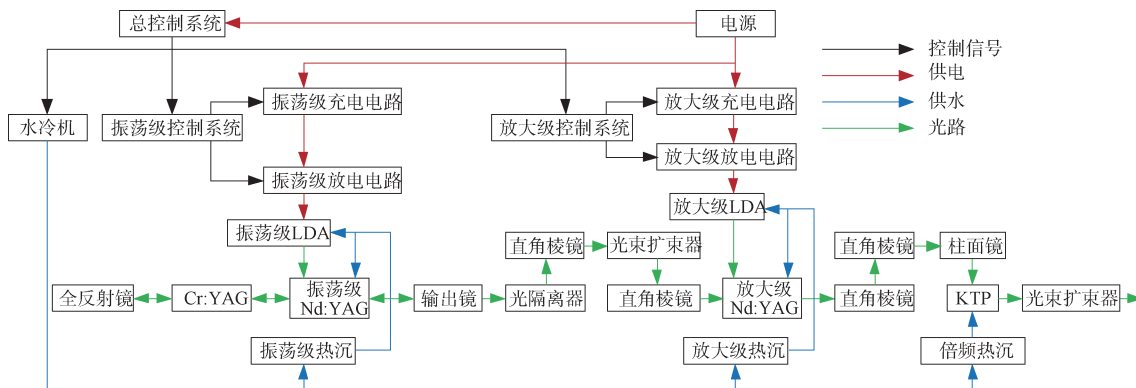 总控制系统
电源
控制信号
供电
供水
光路
水冷机
振荡级控制系统
振荡级充电电路
放大级控制系统
放大级充电电路
放大级放电电路
振荡级放电电路
放大级LDA
振荡级LDA
直角棱镜
光束扩束器
直角棱镜
柱面镜
全反射镜
Cr:YAG
振荡级
Nd:YAG
输出镜
光隔离器
直角棱镜
放大级
Nd:YAG
直角棱镜
KTP
光束扩束器
振荡级热沉
放大级热沉
倍频热沉